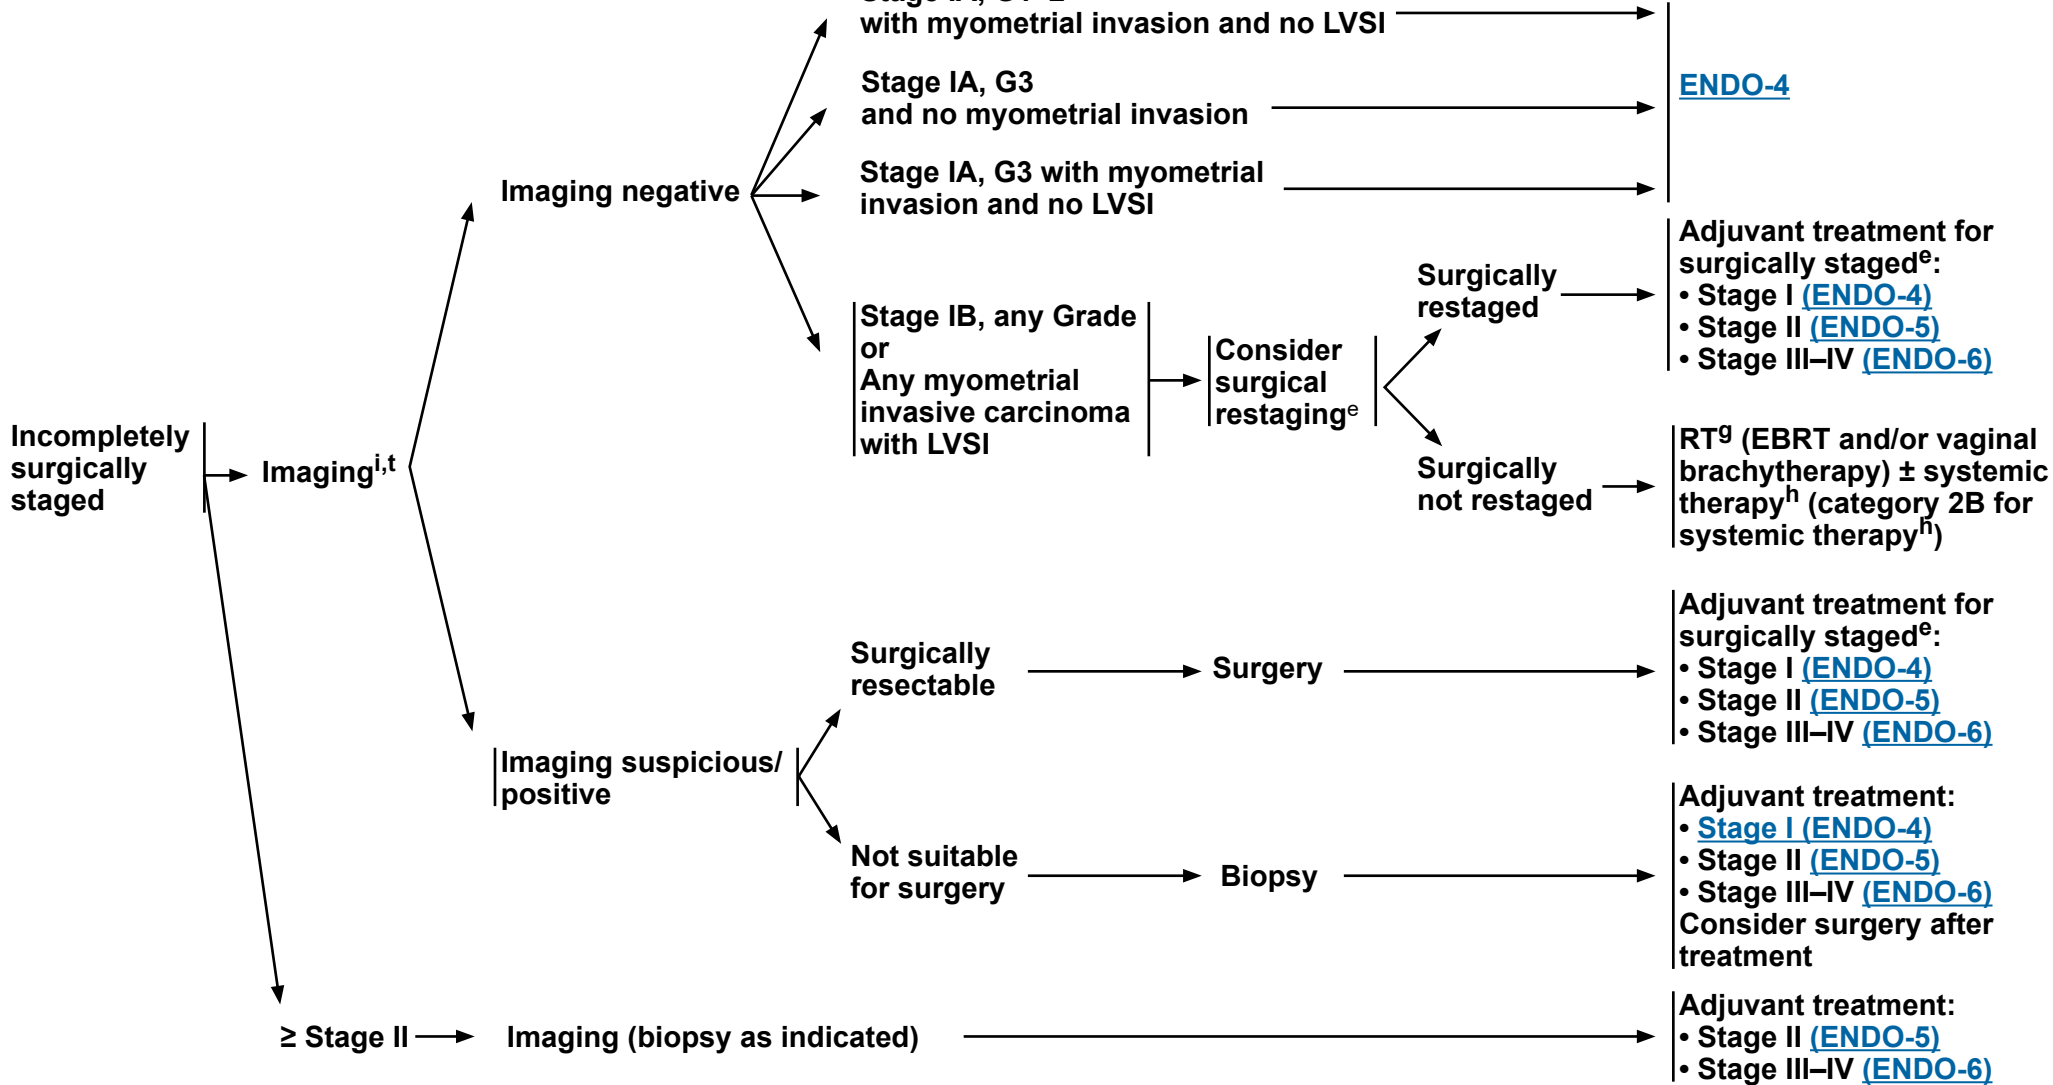 with myometrial invasion and no LVSI
Stage IA, G3
and no myometrial invasion
ENDO-4
Stage IA, G3 with myometrial
invasion and no LVSI
Imaging negative
Stage IB, any Grade
or
Any myometrial
invasive carcinoma
with LVSI
Consider
surgical
restaginge
Surgically
restaged
Adjuvant treatment for
surgically stagede:
• Stage I (ENDO-4)
• Stage II (ENDO-5)
• Stage III–IV (ENDO-6)
Surgically
not restaged
RTg (EBRT and/or vaginal
brachytherapy) ± systemic
therapyh (category 2B for
systemic therapyh)
Incompletely
surgically
staged
Imagingi,t
Imaging suspicious/
positive
Surgically
resectable
Surgery
Adjuvant treatment for
surgically stagede:
• Stage I (ENDO-4)
• Stage II (ENDO-5)
• Stage III–IV (ENDO-6)
Not suitable
for surgery
Biopsy
Adjuvant treatment:
• Stage I (ENDO-4)
• Stage II (ENDO-5)
• Stage III–IV (ENDO-6)
Consider surgery after
treatment
≥ Stage II
Imaging (biopsy as indicated)
Adjuvant treatment:
• Stage II (ENDO-5)
• Stage III–IV (ENDO-6)